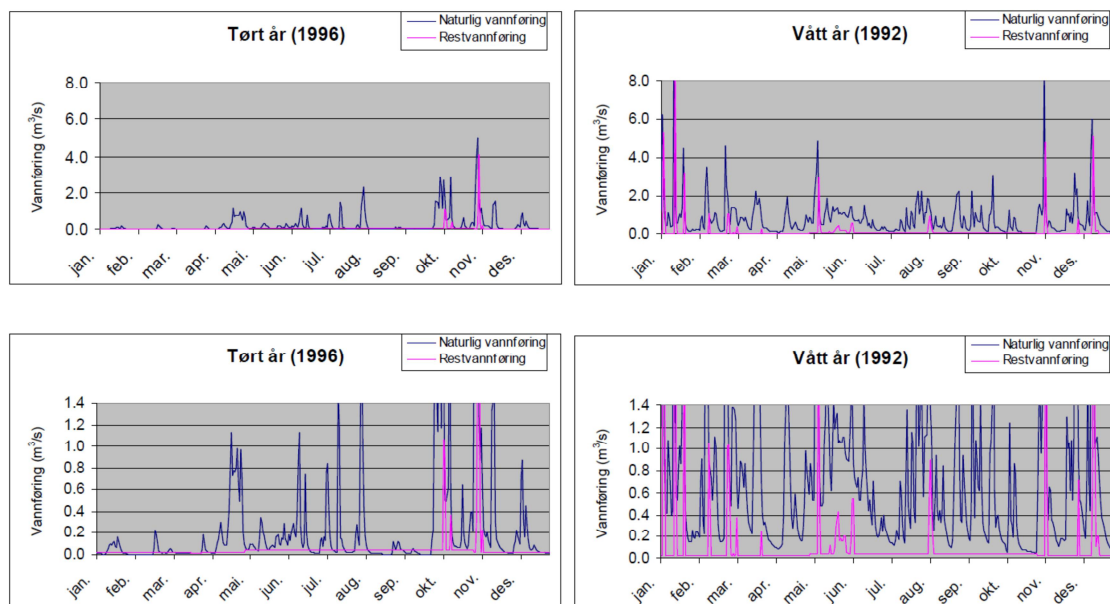 Tørt år (1996)
Naturlig vannføring
Restvannføring
Vannføring (m³/s)
8.0
6.0
4.0
2.0
0.0
jan.
feb.
mar.
apr.
mai.
jun.
jul.
aug.
sep.
okt.
nov.
des.
Vått år (1992)
Naturlig vannføring
Restvannføring
Vannføring (m³/s)
8.0
6.0
4.0
2.0
0.0
jan.
feb.
mar.
apr.
mai.
jun.
jul.
aug.
sep.
okt.
nov.
des.
Tørt år (1996)
Naturlig vannføring
Restvannføring
Vannføring (m³/s)
1.4
1.2
1.0
0.8
0.6
0.4
0.2
0.0
jan.
feb.
mar.
apr.
mai.
jun.
jul.
aug.
sep.
okt.
nov.
des.
Vått år (1992)
Naturlig vannføring
Restvannføring
Vannføring (m³/s)
1.4
1.2
1.0
0.8
0.6
0.4
0.2
0.0
jan.
feb.
mar.
apr.
mai.
jun.
jul.
aug.
sep.
okt.
nov.
des.